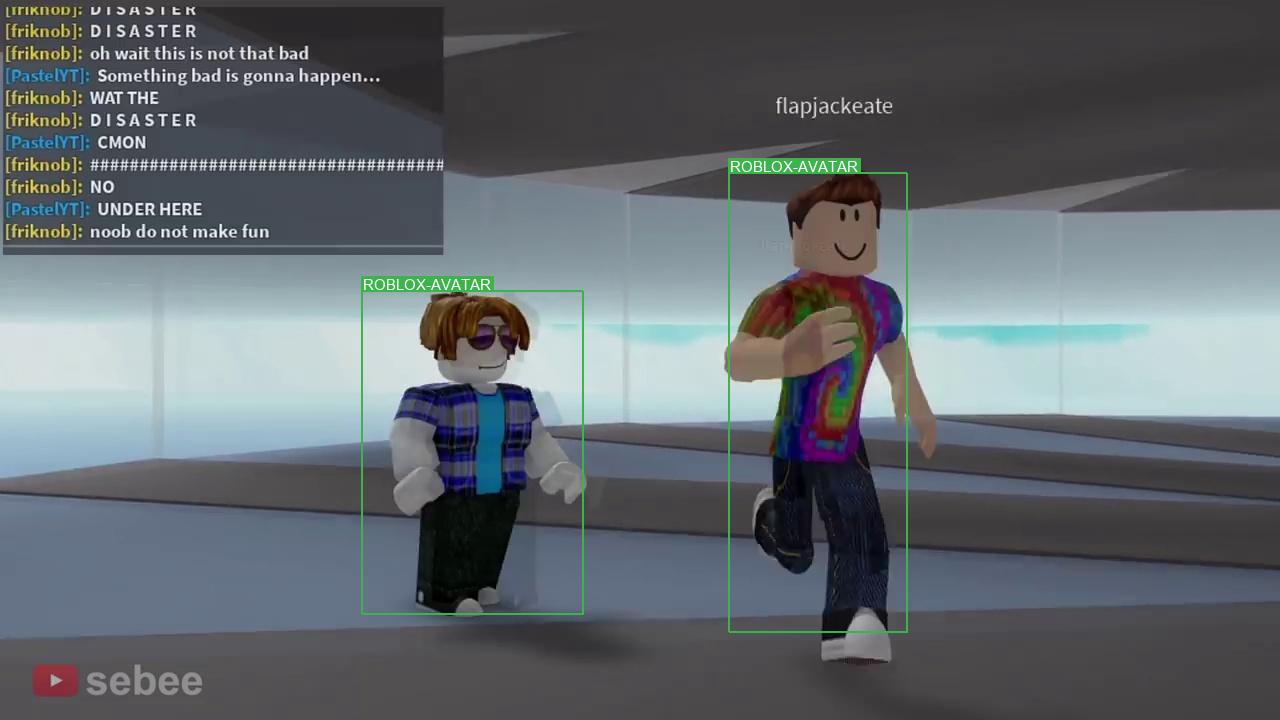 [friknob]: D I S A S T E R
[friknob]: D I S A S T E R
[friknob]: oh wait this is not that bad
[PastelYT]: Something bad is gonna happen...
[friknob]: WAT THE
[friknob]: D I S A S T E R
[PastelYT]: CMON
[friknob]: ####################################
[friknob]: NO
[PastelYT]: UNDER HERE
[friknob]: noob do not make fun
flapjackeate
ROBLOX-AVATAR
ROBLOX-AVATAR
sebee